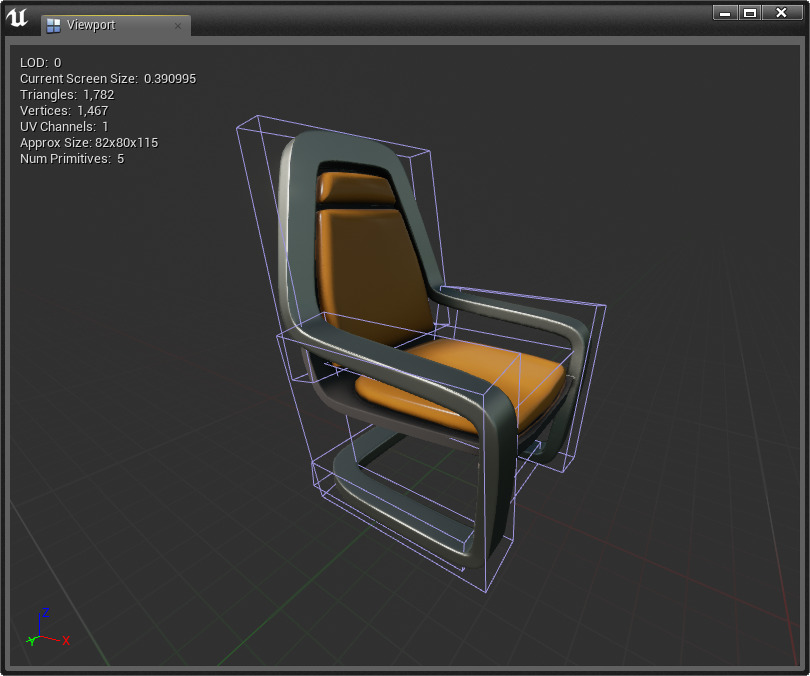 Viewport
LOD: 0
Current Screen Size: 0.390995
Triangles: 1,782
Vertices: 1,467
UV Channels: 1
Approx Size: 82x80x115
Num Primitives: 5
Z
Y
X